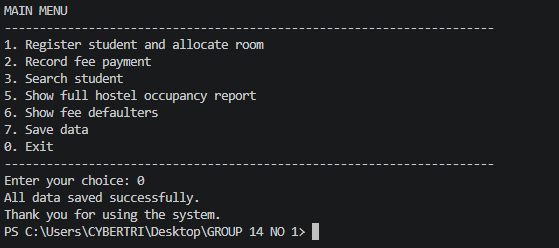 MAIN MENU
----------------------------------------------------------------------
1. Register student and allocate room
2. Record fee payment
3. Search student
5. Show full hostel occupancy report
6. Show fee defaulters
7. Save data
0. Exit
----------------------------------------------------------------------
Enter your choice: 0
All data saved successfully.
Thank you for using the system.
PS C:\Users\CYBERTRI\Desktop\GROUP 14 NO 1>